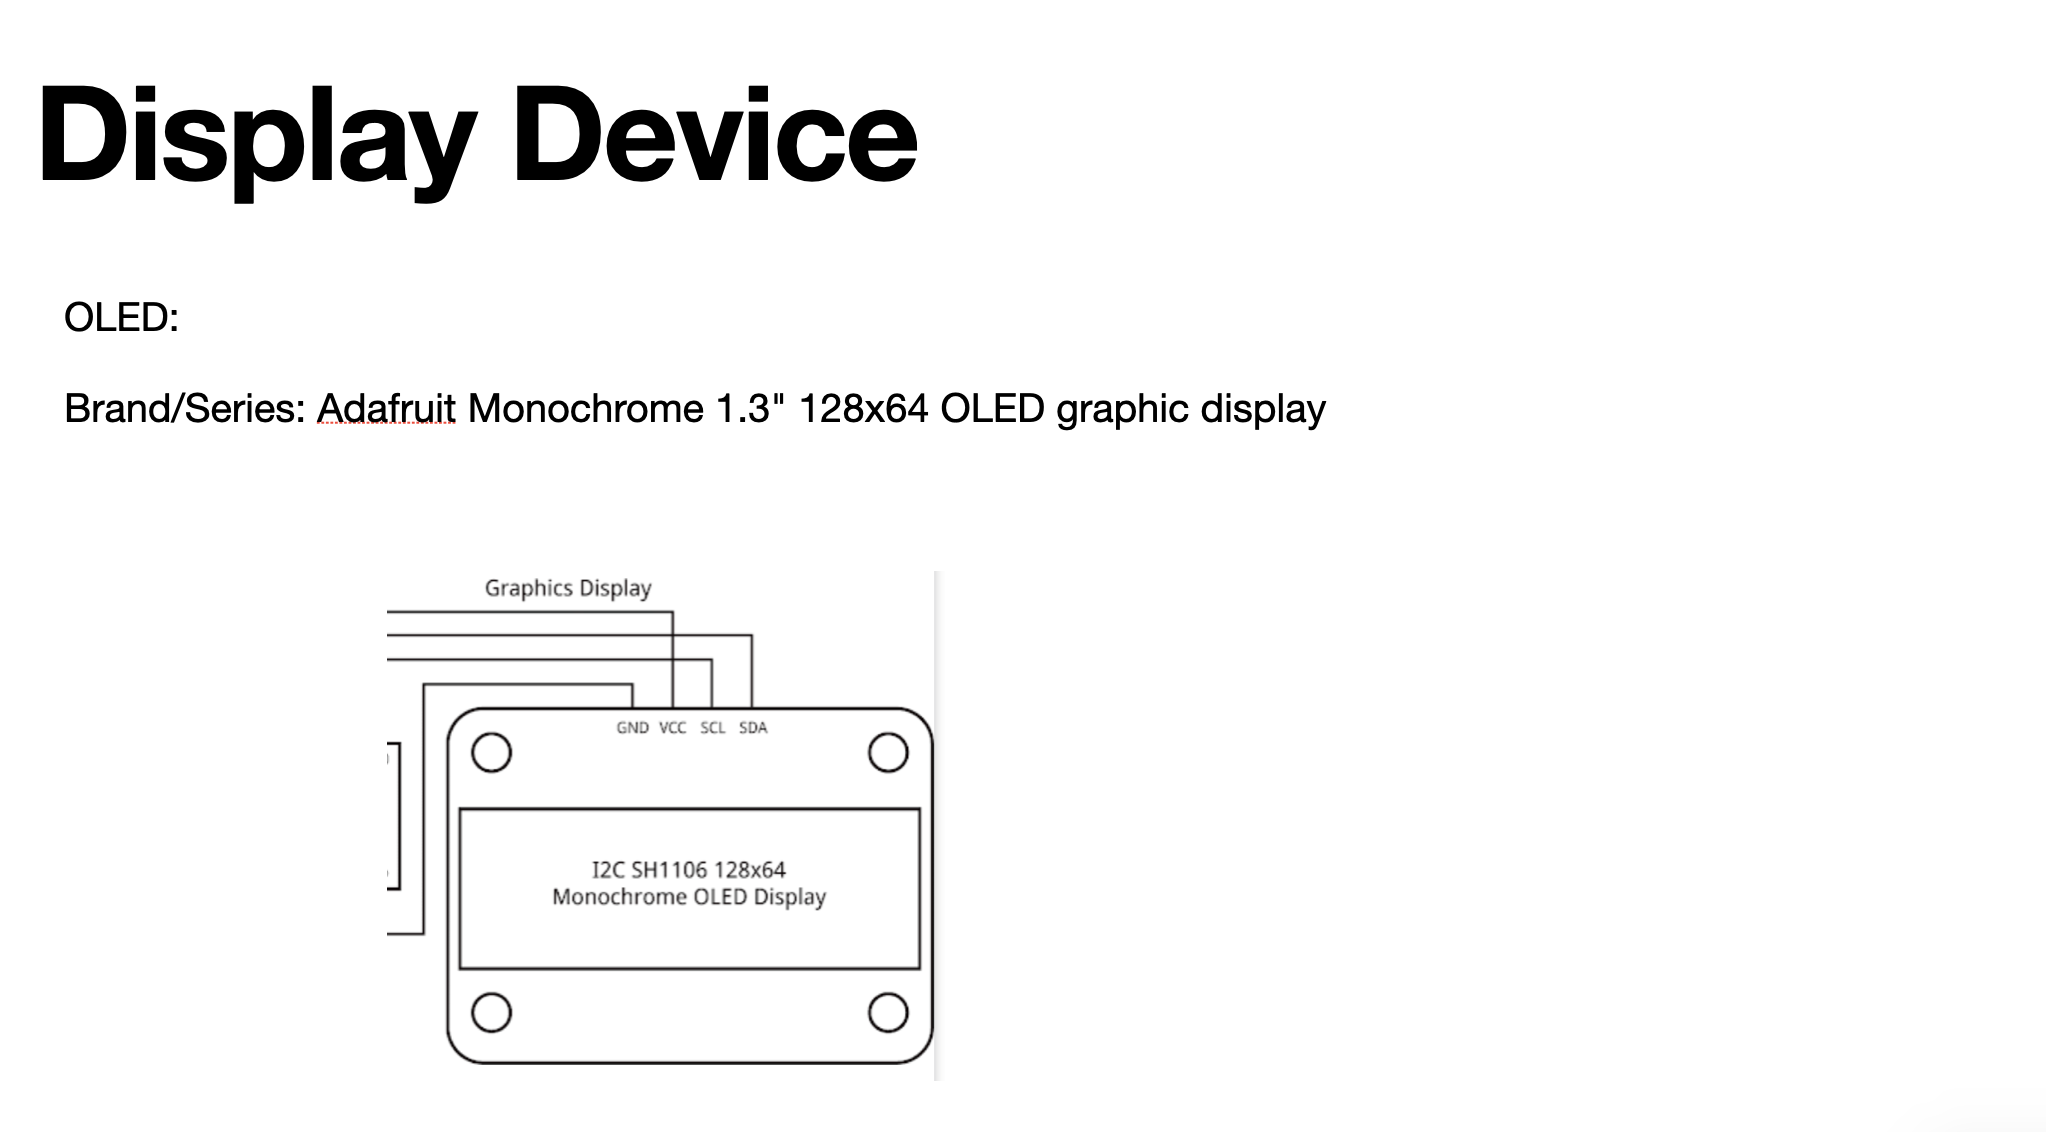 Display Device
OLED:
Brand/Series: Adafruit Monochrome 1.3" 128x64 OLED graphic display
Graphics Display
GND VCC SCL SDA
I2C SH1106 128x64
Monochrome OLED Display